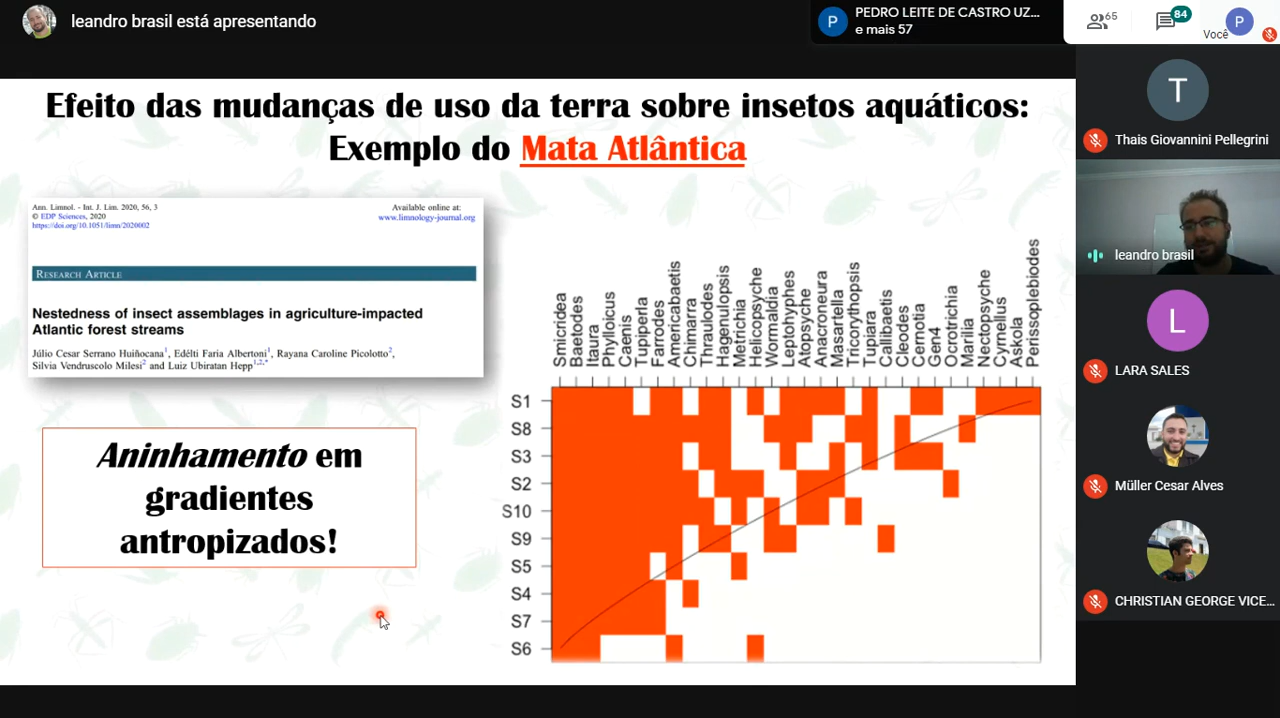 leandro brasil está apresentando
PEDRO LEITE DE CASTRO UZ...
e mais 57
P
65
84
P
Você
Efeito das mudanças de uso da terra sobre insetos aquáticos:
Exemplo do Mata Atlântica
Ann. Limnol. - Int. J. Lim. 2020, 56, 3
© EDP Sciences, 2020
https://doi.org/10.1051/limn/2020002
Available online at:
www.limnology-journal.org
RESEARCH ARTICLE
Nestedness of insect assemblages in agriculture-impacted
Atlantic forest streams
Júlio Cesar Serrano Huiñocana1, Edélti Faria Albertoni1, Rayana Caroline Picolotto2,
Silvia Vendruscolo Milesi2 and Luiz Ubiratan Hepp1,2,*
Aninhamento em
gradientes
antropizados!
Smicridea
Baetodes
Itaura
Phylloicus
Caenis
Tupiperla
Farrodes
Americabaetis
Chimarra
Thraulodes
Hagenulopsis
Metrichia
Helicopsyche
Wormaldia
Leptohyphes
Atopsyche
Anacroneura
Masartella
Tricorythopsis
Tupiara
Callibaetis
Cleodes
Cernotia
Gen4
Ocrotrichia
Marilia
Nectopsyche
Cyrnellus
Askola
Perissoplebiodes
S1
S8
S3
S2
S10
S9
S5
S4
S7
S6
T
Thais Giovannini Pellegrini
leandro brasil
L
LARA SALES
Müller Cesar Alves
CHRISTIAN GEORGE VICE...